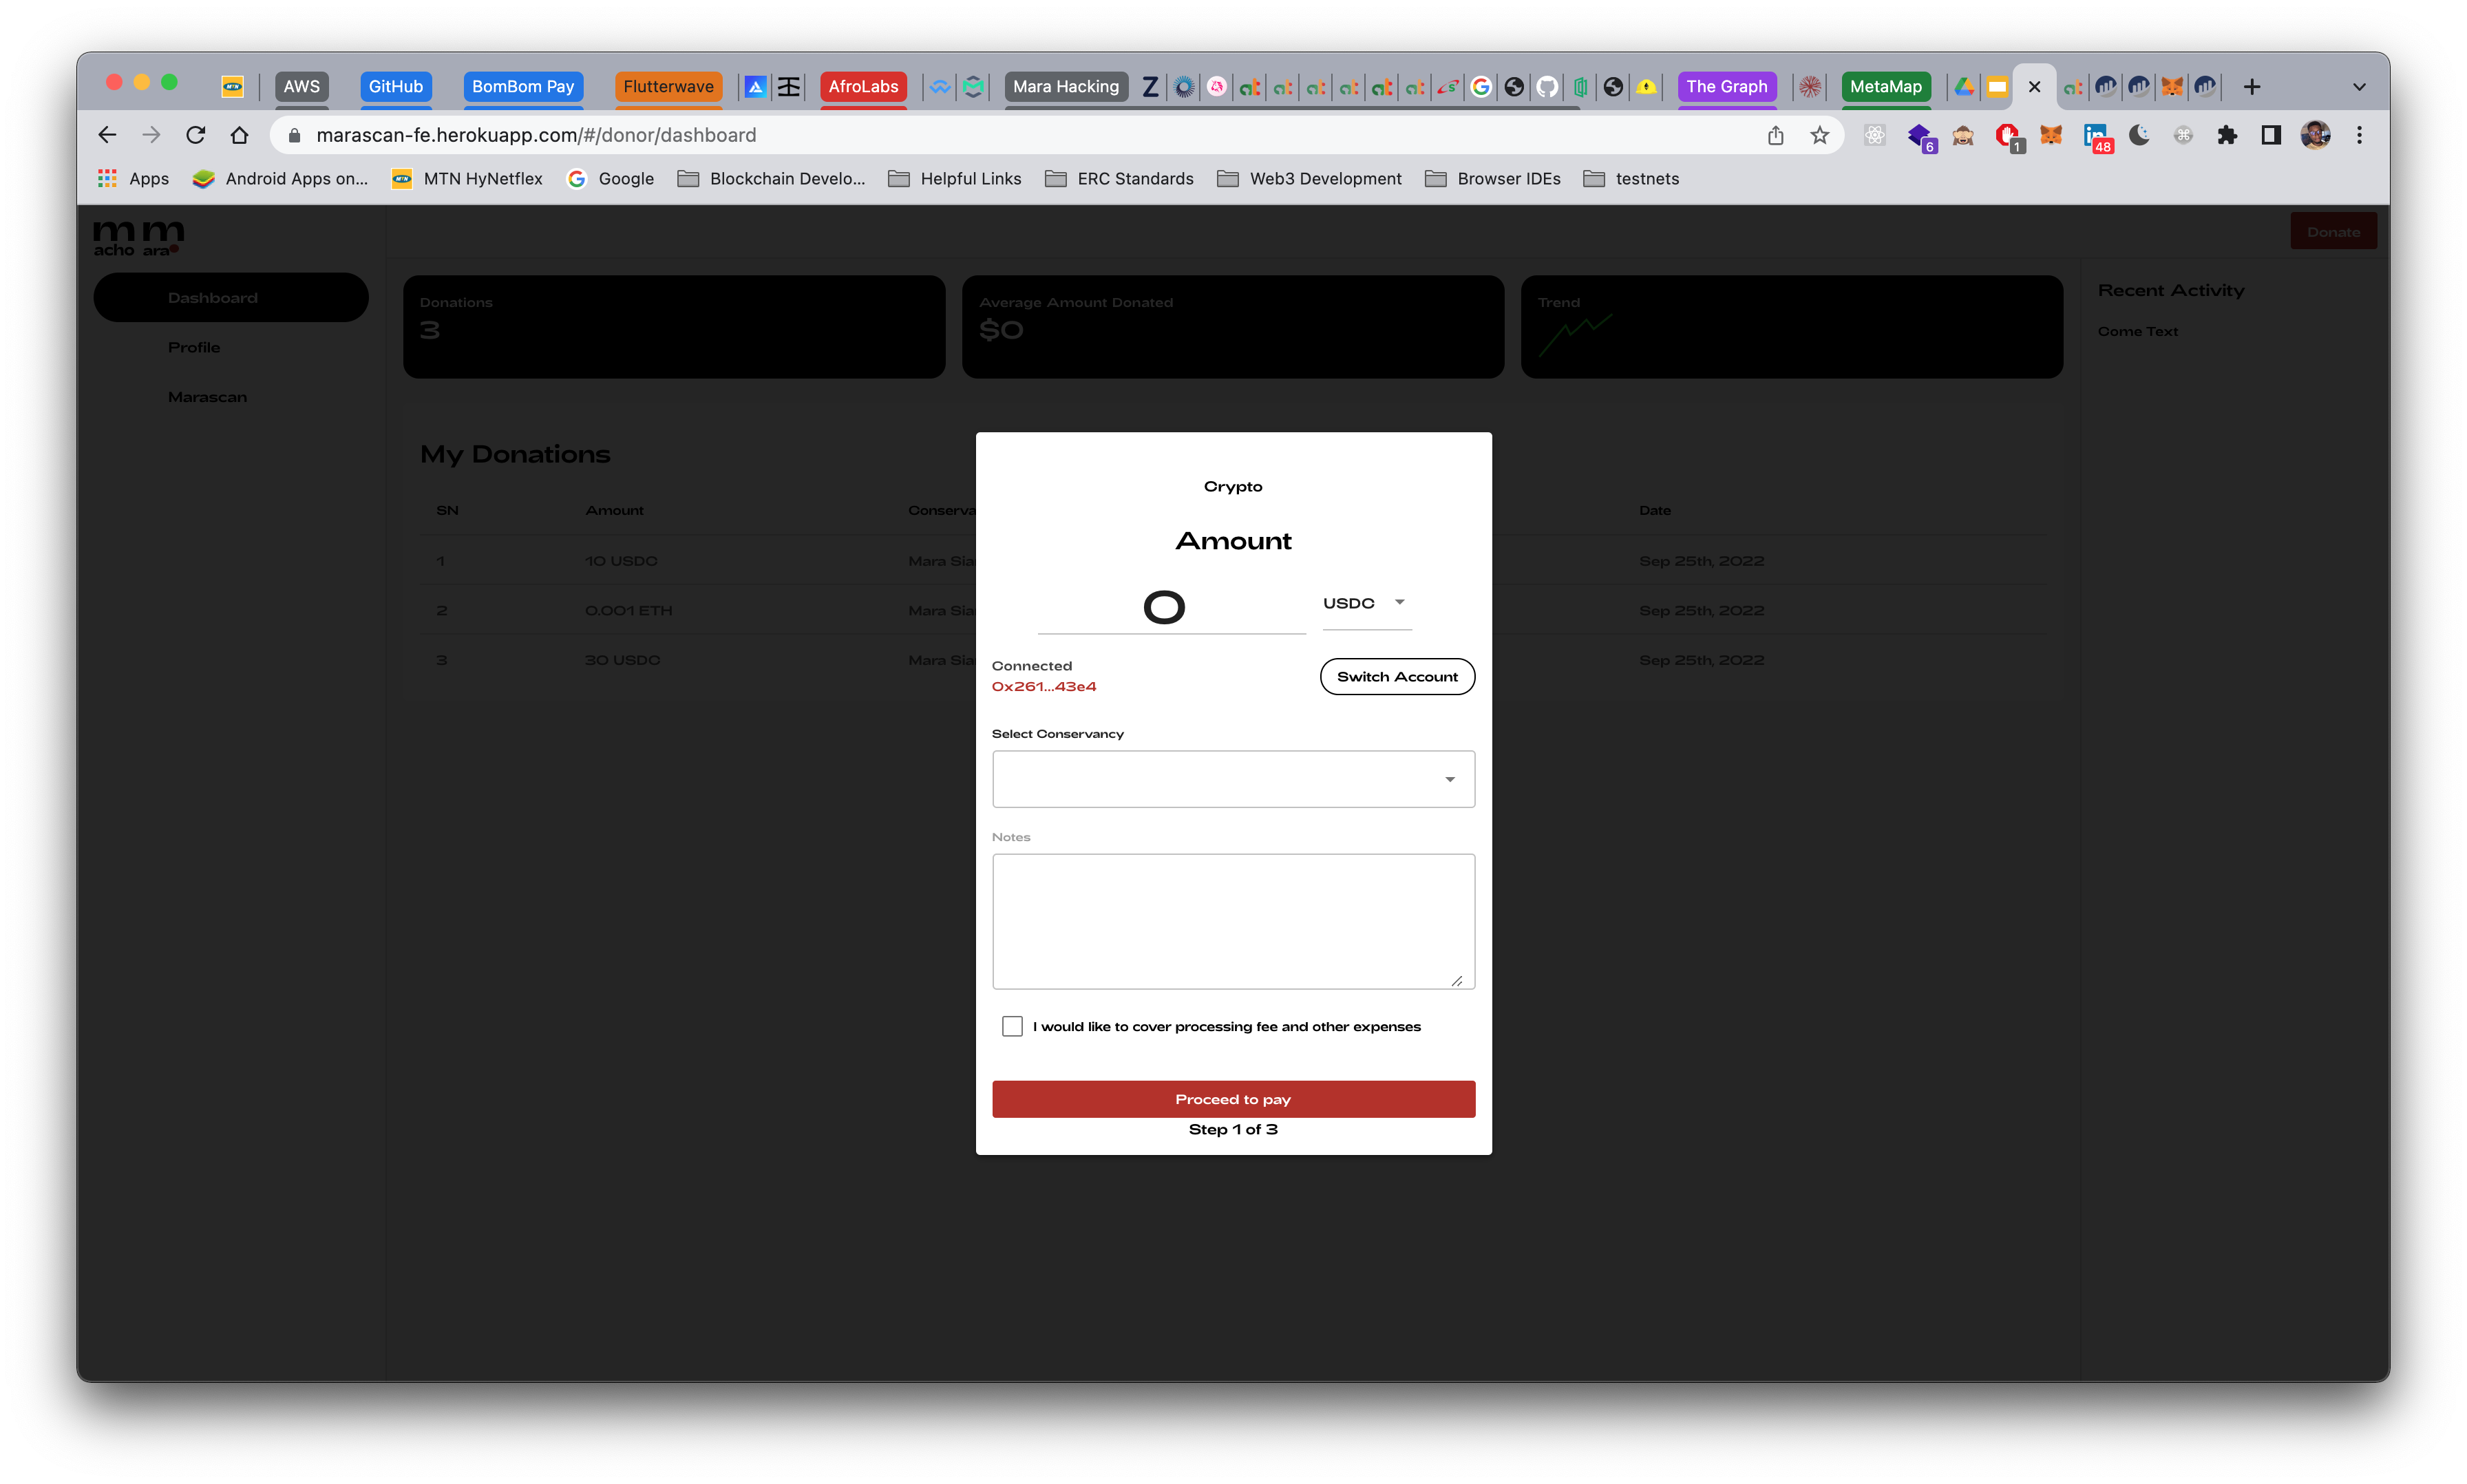 AWS GitHub BomBom Pay Flutterwave AfroLabs Mara Hacking The Graph MetaMap
marascan-fe.herokuapp.com/#/donor/dashboard 6 1 48
Apps Android Apps on... MTN HyNetflex Google Blockchain Develo... Helpful Links ERC Standards Web3 Development Browser IDEs testnets
m m
acho ara
Donate
Dashboard
Profile
Marascan
Donations
3
Average Amount Donated
$0
Trend
Recent Activity
Come Text
My Donations
SN Amount Conserva Date
1 10 USDC Mara Sia Sep 25th, 2022
2 0.001 ETH Mara Sia Sep 25th, 2022
3 30 USDC Mara Sia Sep 25th, 2022
Crypto
Amount
0 USDC
Connected
0x261...43e4
Switch Account
Select Conservancy
Notes
I would like to cover processing fee and other expenses
Proceed to pay
Step 1 of 3